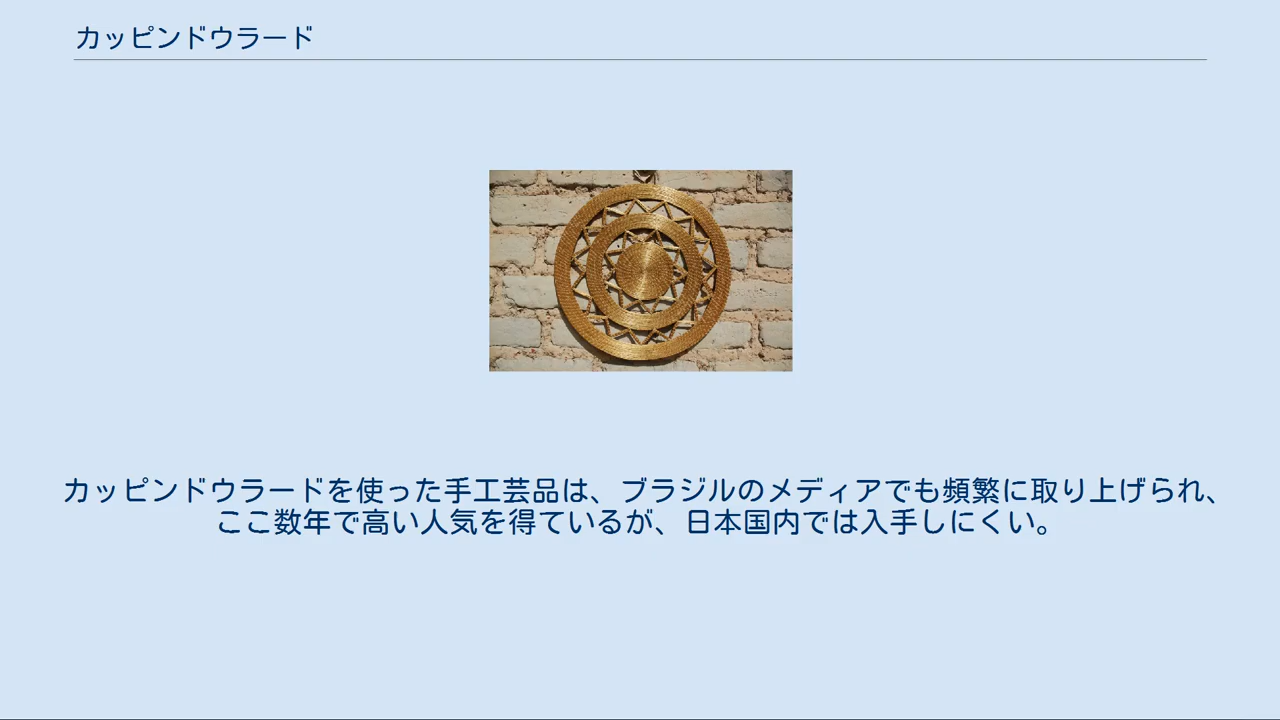 カッピンドウラード
カッピンドウラードを使った手工芸品は、ブラジルのメディアでも頻繁に取り上げられ、
ここ数年で高い人気を得ているが、日本国内では入手しにくい。